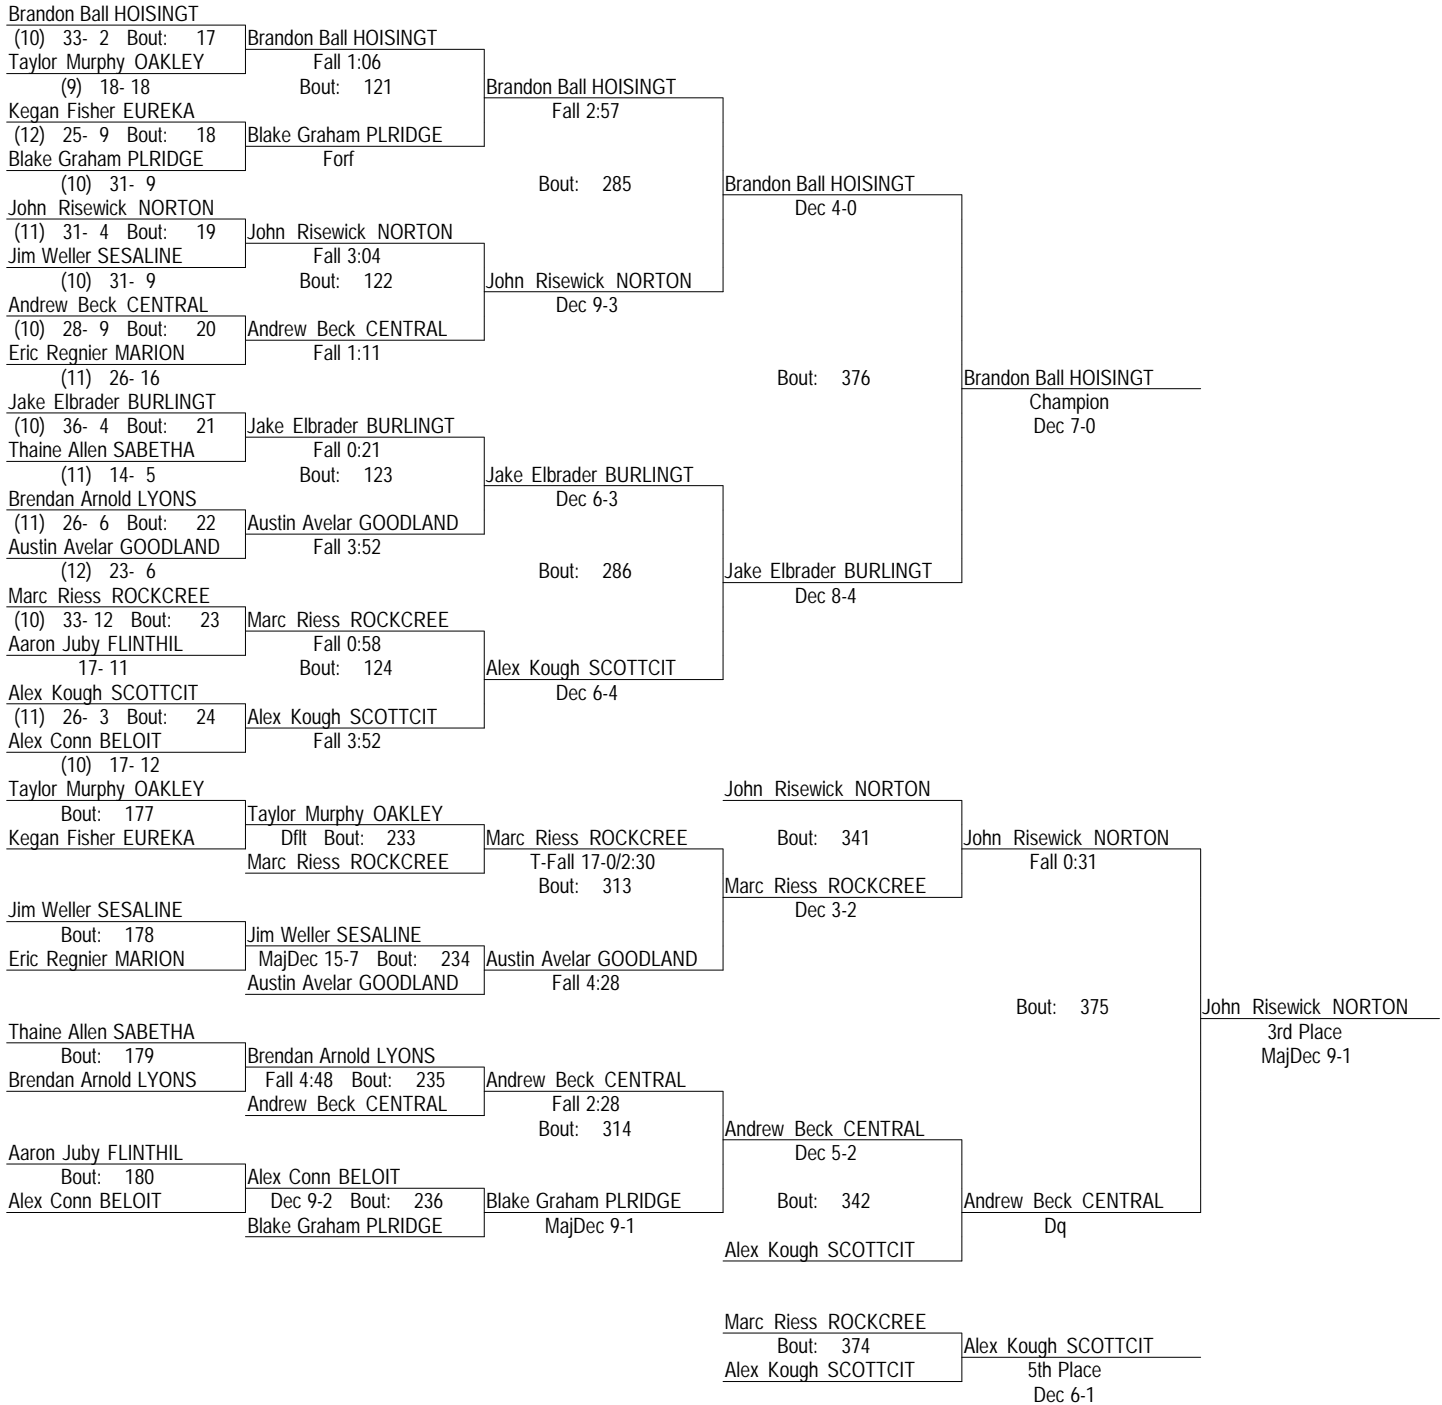 Brandon Ball HOISINGT
(10) 33- 2 Bout: 17 Brandon Ball HOISINGT
Taylor Murphy OAKLEY Fall 1:06
(9) 18- 18 Bout: 121 Brandon Ball HOISINGT
Kegan Fisher EUREKA Fall 2:57
(12) 25- 9 Bout: 18 Blake Graham PLRIDGE
Blake Graham PLRIDGE Forf
(10) 31- 9 Bout: 285 Brandon Ball HOISINGT
John Risewick NORTON Dec 4-0
(11) 31- 4 Bout: 19 John Risewick NORTON
Jim Weller SESALINE Fall 3:04
(10) 31- 9 Bout: 122 John Risewick NORTON
Andrew Beck CENTRAL Dec 9-3
(10) 28- 9 Bout: 20 Andrew Beck CENTRAL
Eric Regnier MARION Fall 1:11
(11) 26- 16 Bout: 376 Brandon Ball HOISINGT
Jake Elbrader BURLINGT Champion
(10) 36- 4 Bout: 21 Jake Elbrader BURLINGT Dec 7-0
Thaine Allen SABETHA Fall 0:21
(11) 14- 5 Bout: 123 Jake Elbrader BURLINGT
Brendan Arnold LYONS Dec 6-3
(11) 26- 6 Bout: 22 Austin Avelar GOODLAND
Austin Avelar GOODLAND Fall 3:52
(12) 23- 6 Bout: 286 Jake Elbrader BURLINGT
Marc Riess ROCKCREE Dec 8-4
(10) 33- 12 Bout: 23 Marc Riess ROCKCREE
Aaron Juby FLINTHIL Fall 0:58
17- 11 Bout: 124 Alex Kough SCOTTCIT
Alex Kough SCOTTCIT Dec 6-4
(11) 26- 3 Bout: 24 Alex Kough SCOTTCIT
Alex Conn BELOIT Fall 3:52
(10) 17- 12
Taylor Murphy OAKLEY John Risewick NORTON
Bout: 177 Taylor Murphy OAKLEY
Kegan Fisher EUREKA Dflt Bout: 233 Marc Riess ROCKCREE Bout: 341 John Risewick NORTON
Marc Riess ROCKCREE T-Fall 17-0/2:30 Fall 0:31
Bout: 313 Marc Riess ROCKCREE
Jim Weller SESALINE Dec 3-2
Bout: 178 Jim Weller SESALINE
Eric Regnier MARION MajDec 15-7 Bout: 234 Austin Avelar GOODLAND
Austin Avelar GOODLAND Fall 4:28
Bout: 375 John Risewick NORTON
Thaine Allen SABETHA 3rd Place
Bout: 179 Brendan Arnold LYONS MajDec 9-1
Brendan Arnold LYONS Fall 4:48 Bout: 235 Andrew Beck CENTRAL
Andrew Beck CENTRAL Fall 2:28
Bout: 314 Andrew Beck CENTRAL
Aaron Juby FLINTHIL Dec 5-2
Bout: 180 Alex Conn BELOIT
Alex Conn BELOIT Dec 9-2 Bout: 236 Blake Graham PLRIDGE Bout: 342 Andrew Beck CENTRAL
Blake Graham PLRIDGE MajDec 9-1 Dq
Alex Kough SCOTTCIT
Marc Riess ROCKCREE
Bout: 374 Alex Kough SCOTTCIT
Alex Kough SCOTTCIT 5th Place
Dec 6-1